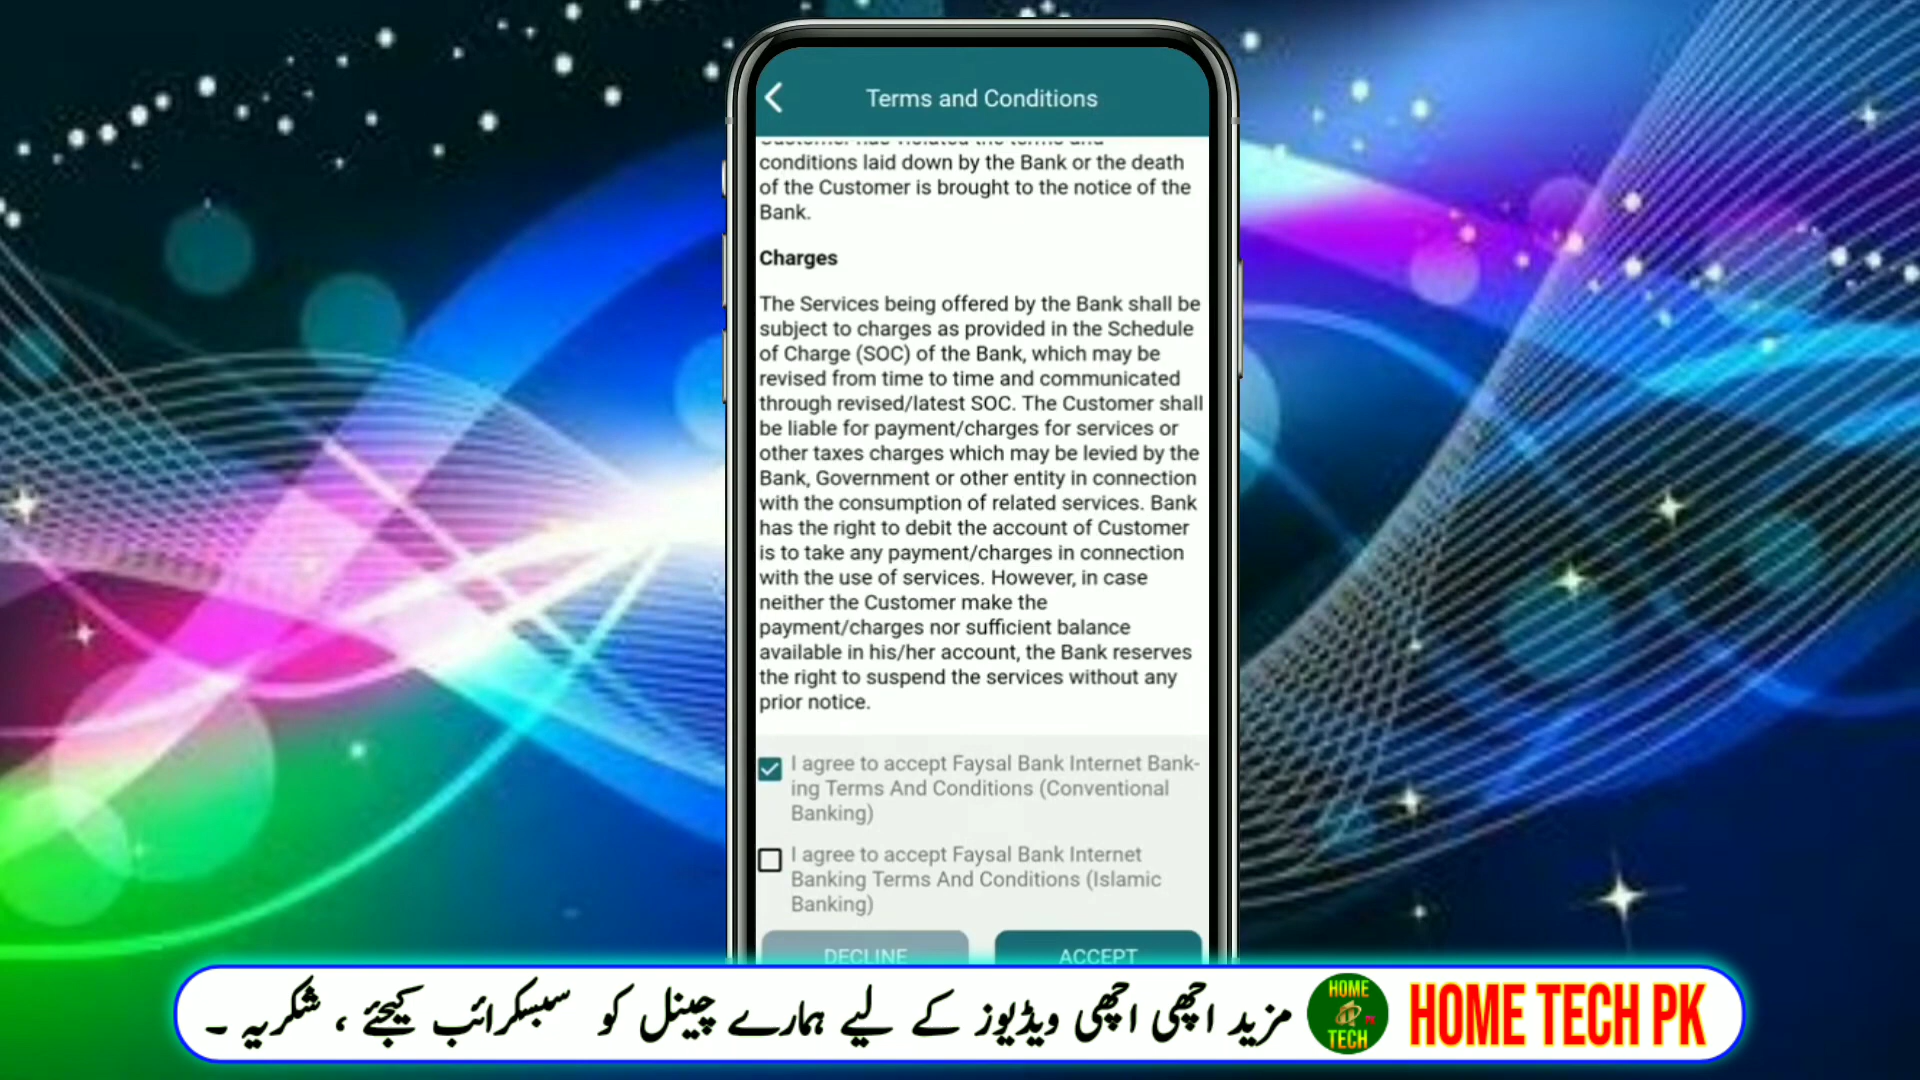 Terms and Conditions
Customer has violated the terms and
conditions laid down by the Bank or the death
of the Customer is brought to the notice of the
Bank.
Charges
The Services being offered by the Bank shall be
subject to charges as provided in the Schedule
of Charge (SOC) of the Bank, which may be
revised from time to time and communicated
through revised/latest SOC. The Customer shall
be liable for payment/charges for services or
other taxes charges which may be levied by the
Bank, Government or other entity in connection
with the consumption of related services. Bank
has the right to debit the account of Customer
is to take any payment/charges in connection
with the use of services. However, in case
neither the Customer make the
payment/charges nor sufficient balance
available in his/her account, the Bank reserves
the right to suspend the services without any
prior notice.
I agree to accept Faysal Bank Internet Bank-
ing Terms And Conditions (Conventional
Banking)
I agree to accept Faysal Bank Internet
Banking Terms And Conditions (Islamic
Banking)
DECLINE
ACCEPT
مزید اچھی اچھی ویڈیوز کے لیے ہمارے چینل کو سبسکرائب کیجئے ، شکریہ ۔
HOME
PK
TECH
HOME TECH PK